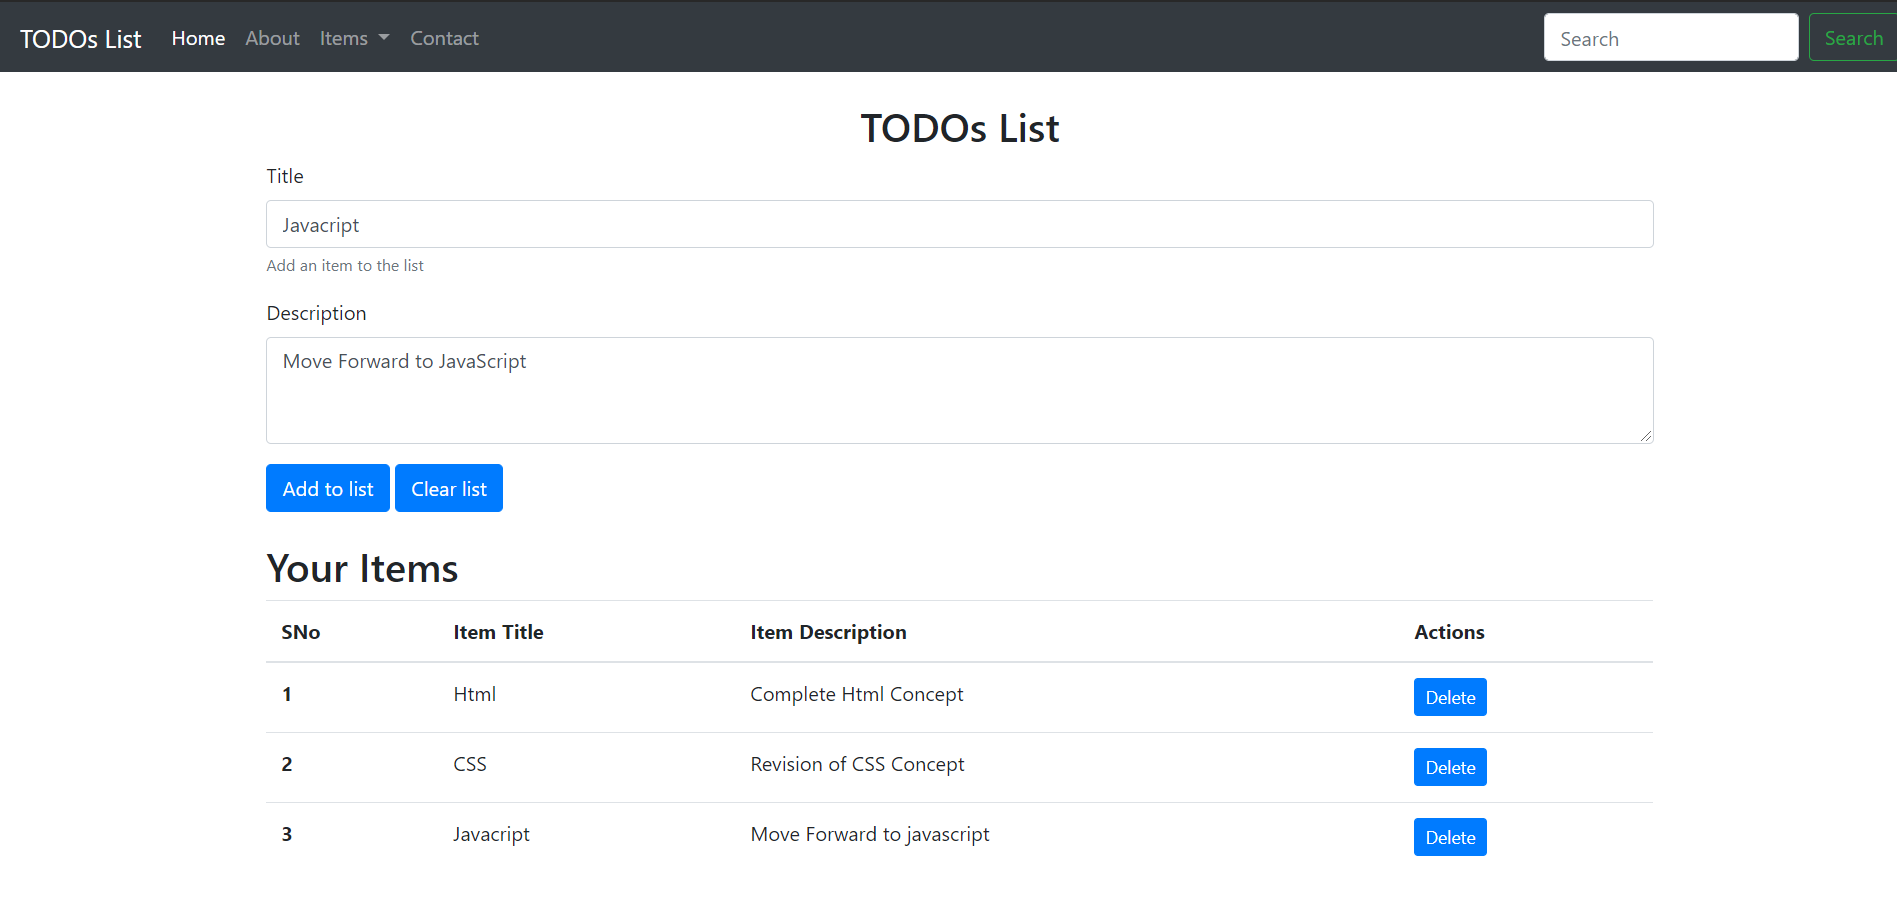 TODOs List Home About Items Contact Search Search
TODOs List
Title
Javacript
Add an item to the list
Description
Move Forward to JavaScript
Add to list Clear list
Your Items
SNo Item Title Item Description Actions
1 Html Complete Html Concept Delete
2 CSS Revision of CSS Concept Delete
3 Javacript Move Forward to javascript Delete